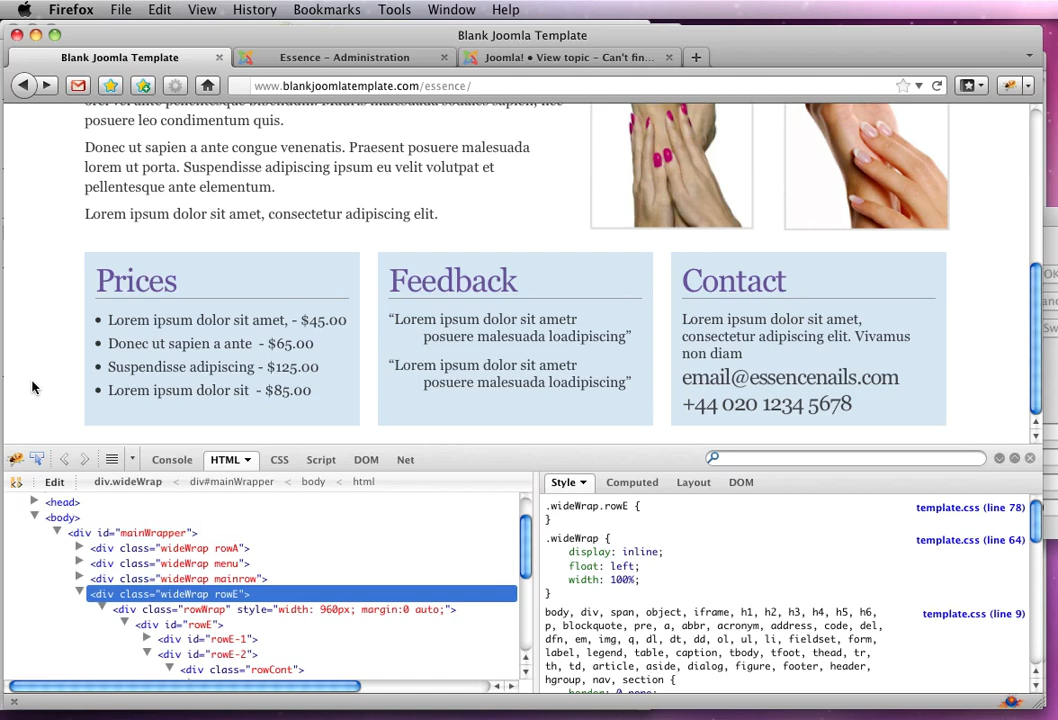 Firefox File Edit View History Bookmarks Tools Window Help
Blank Joomla Template
Blank Joomla Template Essence – Administration Joomla! • View topic – Can't fin...
www.blankjoomlatemplate.com/essence/
posuere leo condimentum quis.
Donec ut sapien a ante congue venenatis. Praesent posuere malesuada
lorem ut porta. Suspendisse adipiscing ipsum eu velit volutpat et
pellentesque ante elementum.
Lorem ipsum dolor sit amet, consectetur adipiscing elit.
Prices
• Lorem ipsum dolor sit amet, - $45.00
• Donec ut sapien a ante - $65.00
• Suspendisse adipiscing - $125.00
• Lorem ipsum dolor sit - $85.00
Feedback
“Lorem ipsum dolor sit ametr
posuere malesuada loadipiscing”
“Lorem ipsum dolor sit ametr
posuere malesuada loadipiscing”
Contact
Lorem ipsum dolor sit amet,
consectetur adipiscing elit. Vivamus
non diam
email@essencenails.com
+44 020 1234 5678
Console HTML CSS Script DOM Net
Edit div.wideWrap < div#mainWrapper < body < html
<head>
<body>
<div id="mainWrapper">
<div class="wideWrap rowA">
<div class="wideWrap menu">
<div class="wideWrap mainrow">
<div class="wideWrap rowE">
<div class="rowWrap" style="width: 960px; margin:0 auto;">
<div id="rowE">
<div id="rowE-1">
<div id="rowE-2">
<div class="rowCont">
Style Computed Layout DOM
.wideWrap.rowE { template.css (line 78)
}
.wideWrap { template.css (line 64)
display: inline;
float: left;
width: 100%;
}
body, div, span, object, iframe, h1, h2, h3, h4, h5, h6, template.css (line 9)
p, blockquote, pre, a, abbr, acronym, address, code, del,
dfn, em, img, q, dl, dt, dd, ol, ul, li, fieldset, form,
label, legend, table, caption, tbody, tfoot, thead, tr,
th, td, article, aside, dialog, figure, footer, header,
hgroup, nav, section {